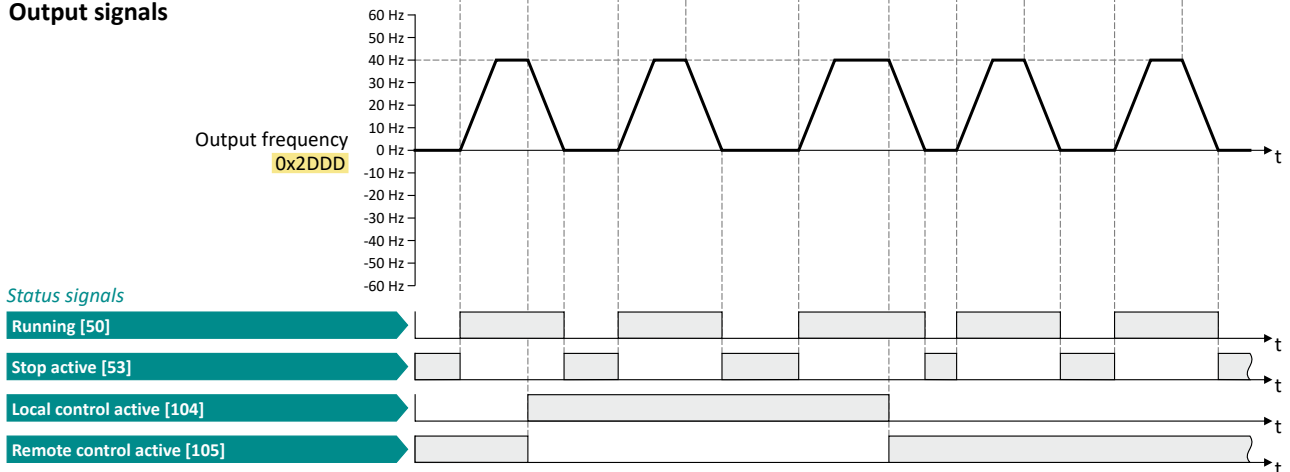 Output signals
60 Hz
50 Hz
40 Hz
30 Hz
20 Hz
10 Hz
0 Hz
-10 Hz
-20 Hz
-30 Hz
-40 Hz
-50 Hz
-60 Hz
Output frequency
0x2DDD
t
Status signals
Running [50]
t
Stop active [53]
t
Local control active [104]
t
Remote control active [105]
t